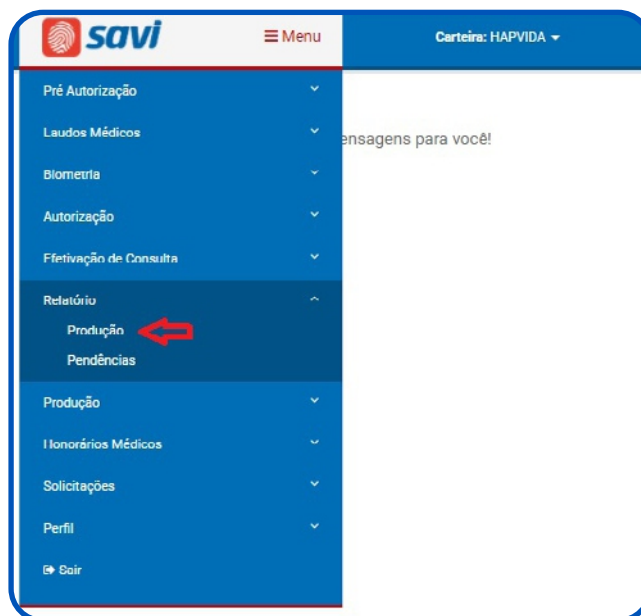 savi
Menu
Carteira: HAPVIDA
Pré Autorização
Laudos Médicos
ensagens para você!
Biometria
Autorização
Efetivação de Consulta
Relatório
Produção
Pendências
Produção
Honorários Médicos
Solicitações
Perfil
Sair